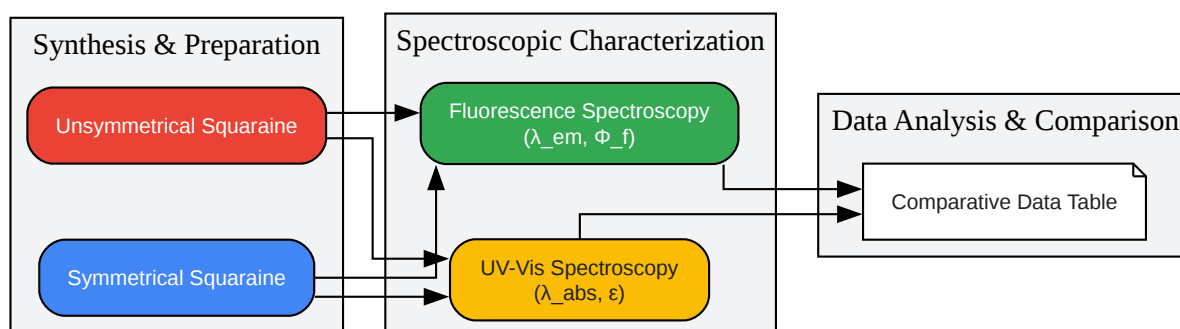 Synthesis & Preparation
Unsymmetrical Squaraine
Symmetrical Squaraine
Spectroscopic Characterization
Fluorescence Spectroscopy
(λ_em, Φ_f)
UV-Vis Spectroscopy
(λ_abs, ε)
Data Analysis & Comparison
Comparative Data Table